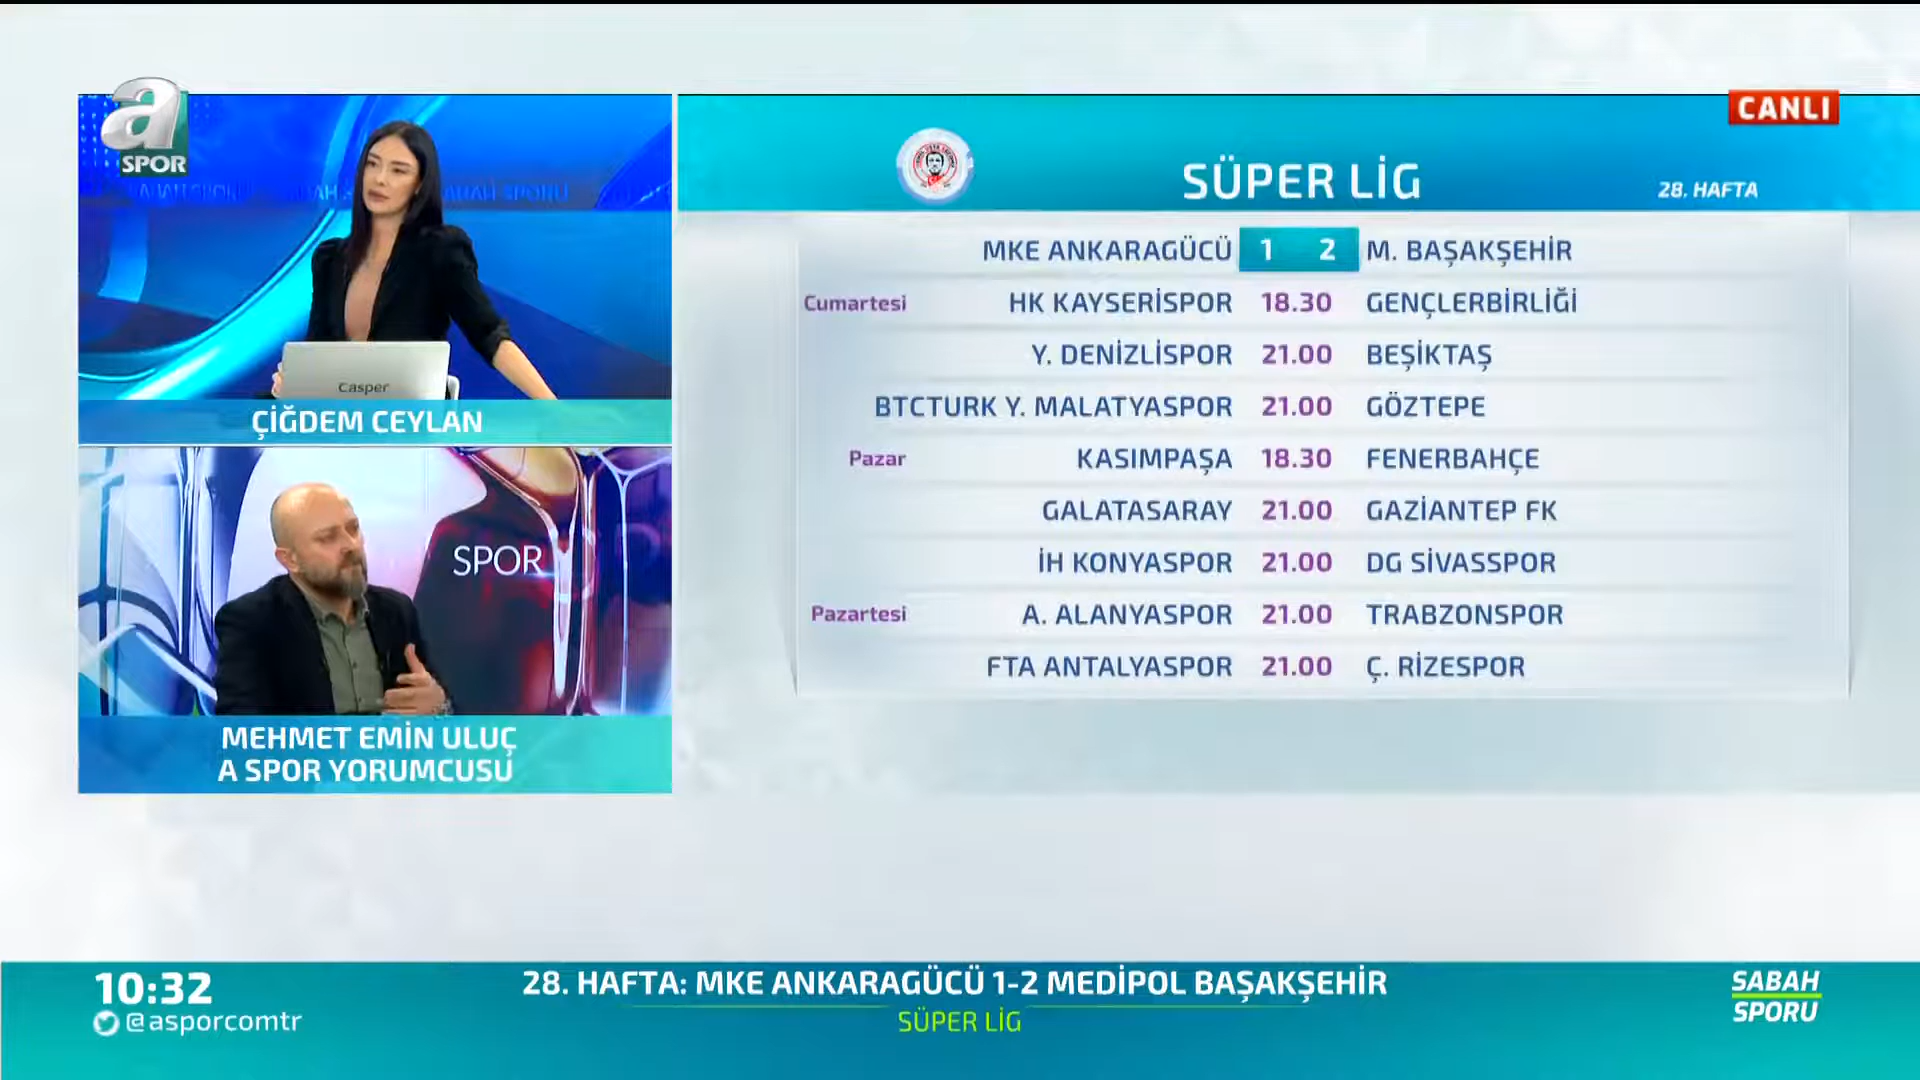 a
SPOR
CANLI
SÜPER LİG
28. HAFTA
MKE ANKARAGÜCÜ 1 2 M. BAŞAKŞEHİR
Cumartesi HK KAYSERİSPOR 18.30 GENÇLERBİRLİĞİ
Y. DENİZLİSPOR 21.00 BEŞİKTAŞ
BTCTURK Y. MALATYASPOR 21.00 GÖZTEPE
Pazar KASIMPAŞA 18.30 FENERBAHÇE
GALATASARAY 21.00 GAZİANTEP FK
İH KONYASPOR 21.00 DG SİVASSPOR
Pazartesi A. ALANYASPOR 21.00 TRABZONSPOR
FTA ANTALYASPOR 21.00 Ç. RİZESPOR
Casper
ÇİĞDEM CEYLAN
SPOR
MEHMET EMİN ULUÇ
A SPOR YORUMCUSU
10:32
@asporcomtr
28. HAFTA: MKE ANKARAGÜCÜ 1-2 MEDİPOL BAŞAKŞEHİR
SÜPER LİG
SABAH
SPORU